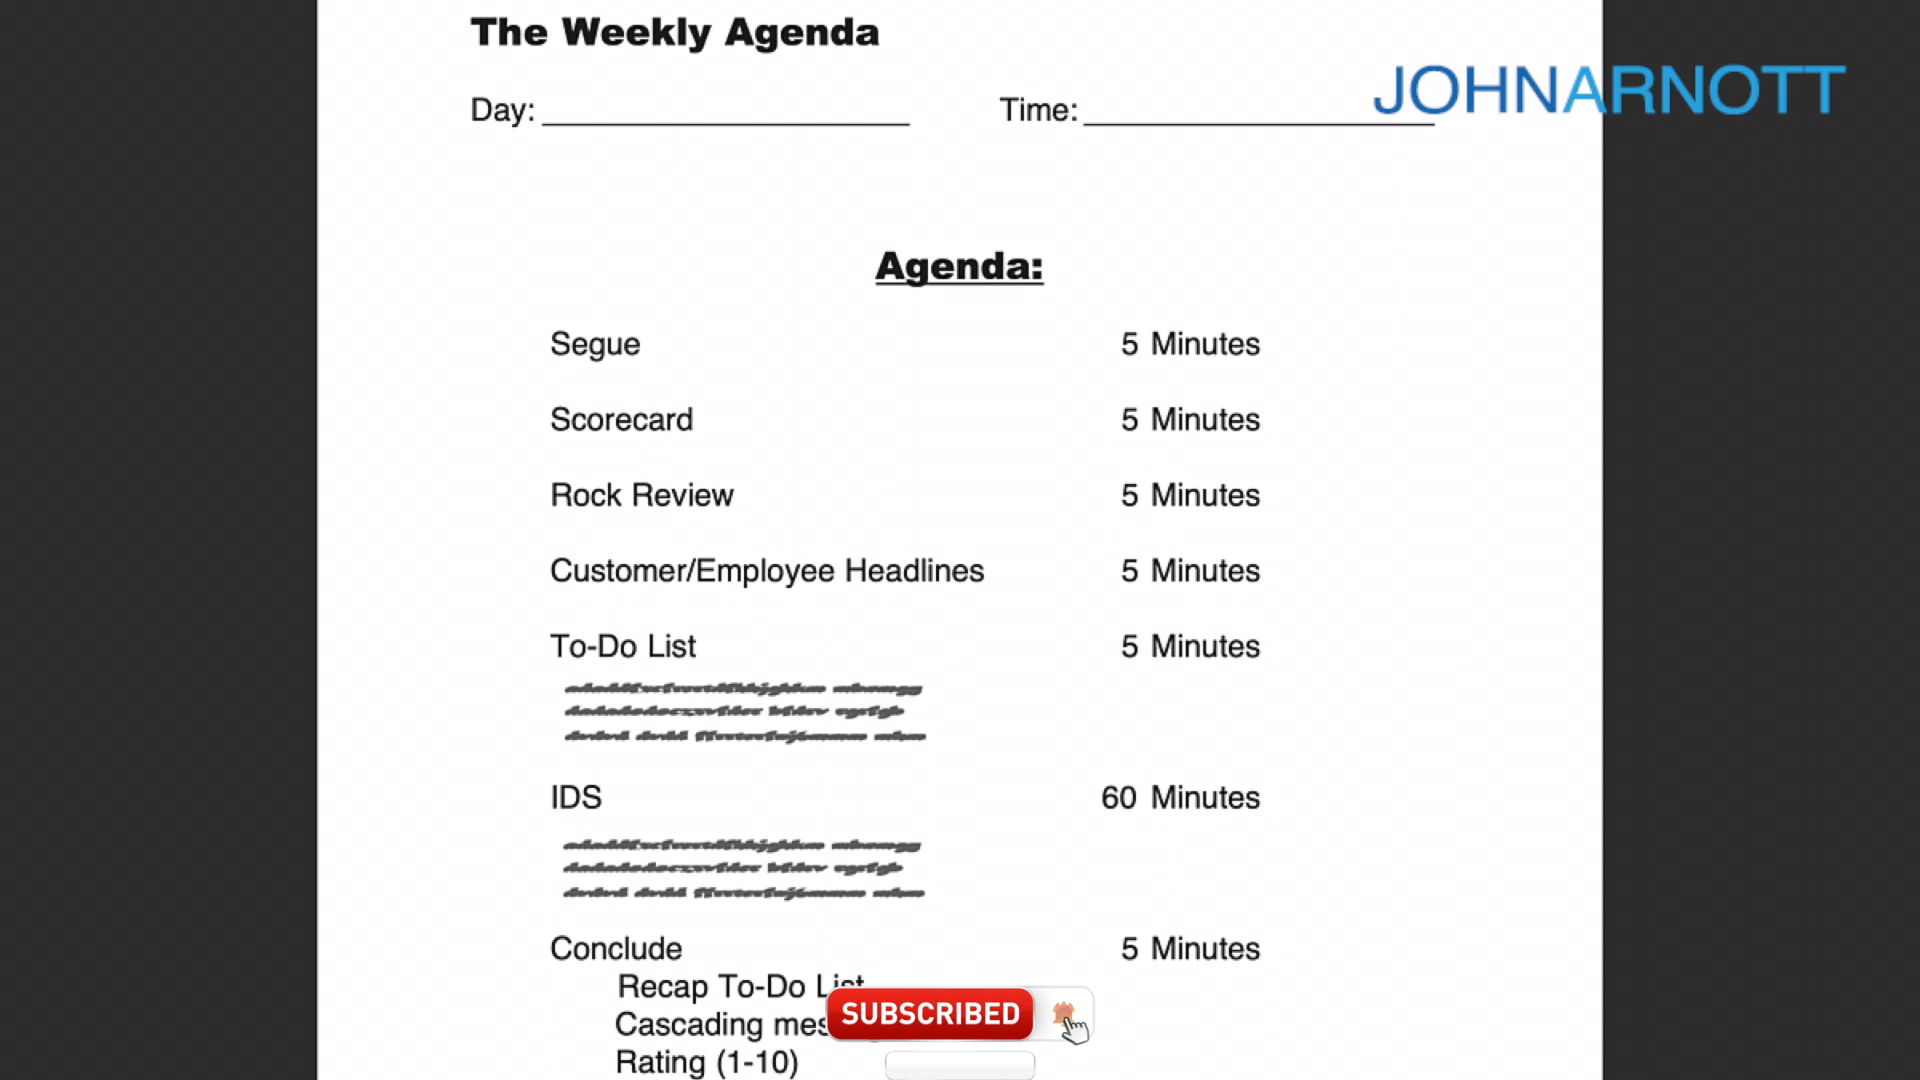 The Weekly Agenda
JOHNARNOTT
Day: Time:
Agenda:
Segue 5 Minutes
Scorecard 5 Minutes
Rock Review 5 Minutes
Customer/Employee Headlines 5 Minutes
To-Do List 5 Minutes
IDS 60 Minutes
Conclude 5 Minutes
Recap To-Do List
Cascading
SUBSCRIBED
Rating (1-10)